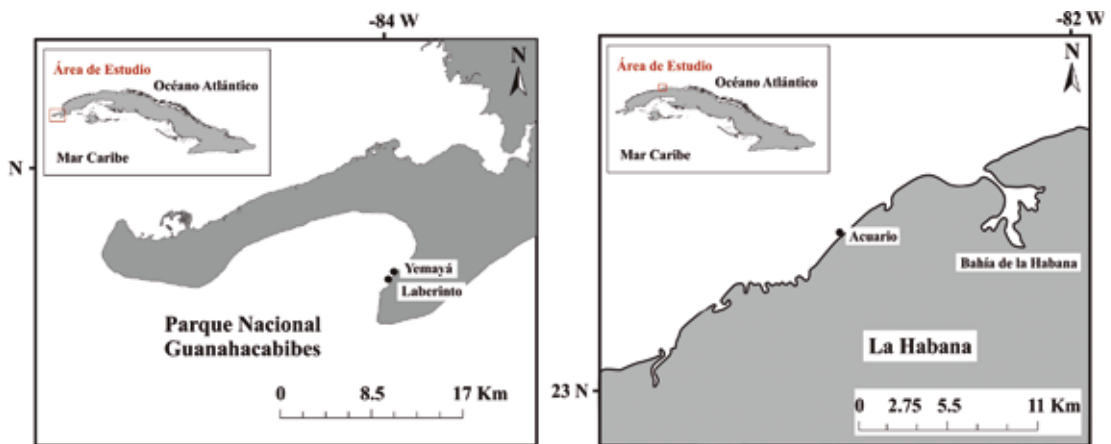 -84 W
N
Área de Estudio
Océano Atlántico
Mar Caribe
N
Yemayá
Laberinto
Parque Nacional
Guanahacabibes
0 8.5 17 Km
-82 W
N
Área de Estudio
Océano Atlántico
Mar Caribe
Acuario
Bahía de la Habana
La Habana
23 N
0 2.75 5.5 11 Km